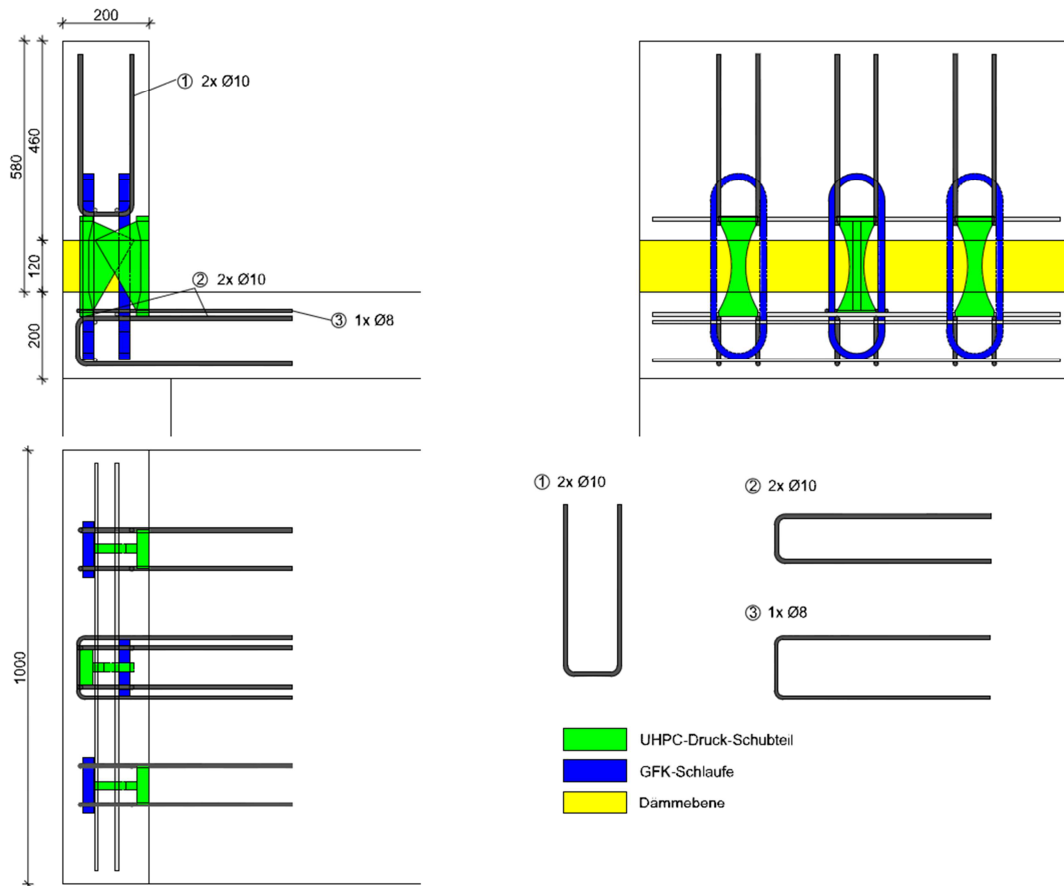 200
① 2x Ø10
460
580
120
② 2x Ø10
③ 1x Ø8
200
1000
① 2x Ø10
② 2x Ø10
③ 1x Ø8
UHPC-Druck-Schubteil
GFK-Schlaufe
Dämmebene